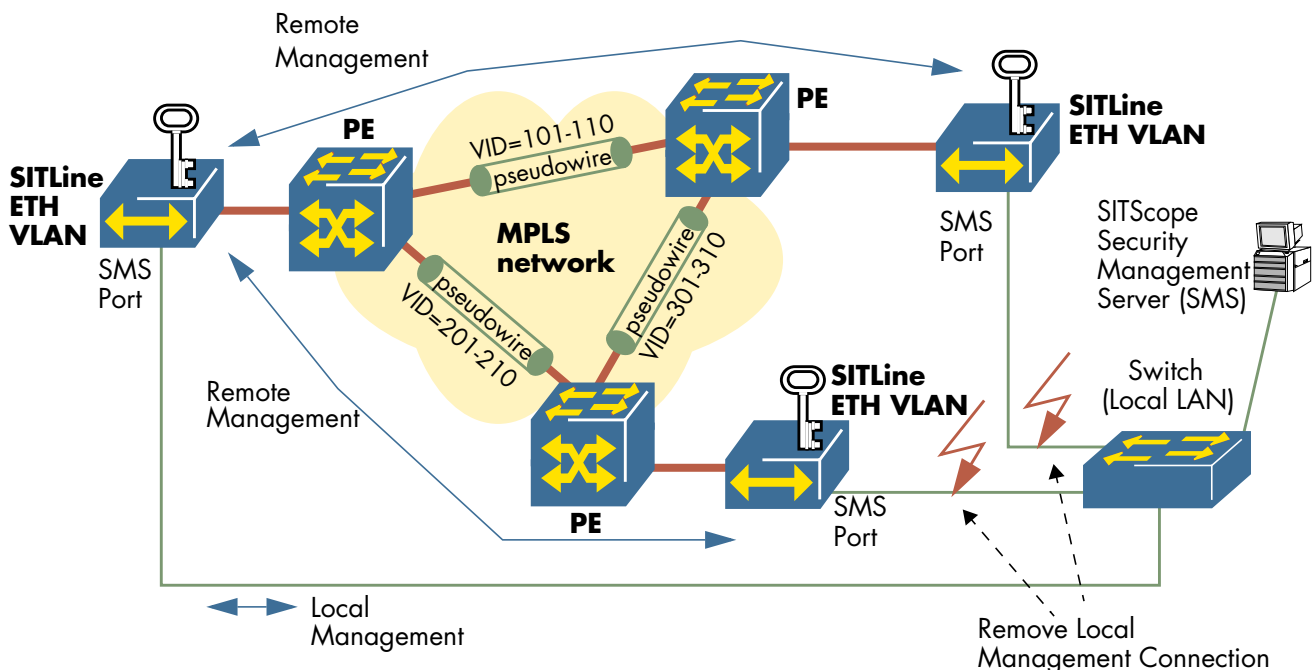 Remote
Management
PE
SITLine
ETH VLAN
PE
VID=101-110
pseudowire
SITLine
ETH
VLAN
SMS
Port
MPLS
network
SMS
Port
SITScope
Security
Management
Server (SMS)
pseudowire
VID=201-210
pseudowire
VID=301-310
SITLine
ETH VLAN
Switch
(Local LAN)
Remote
Management
PE
SMS
Port
Local
Management
Remove Local
Management Connection